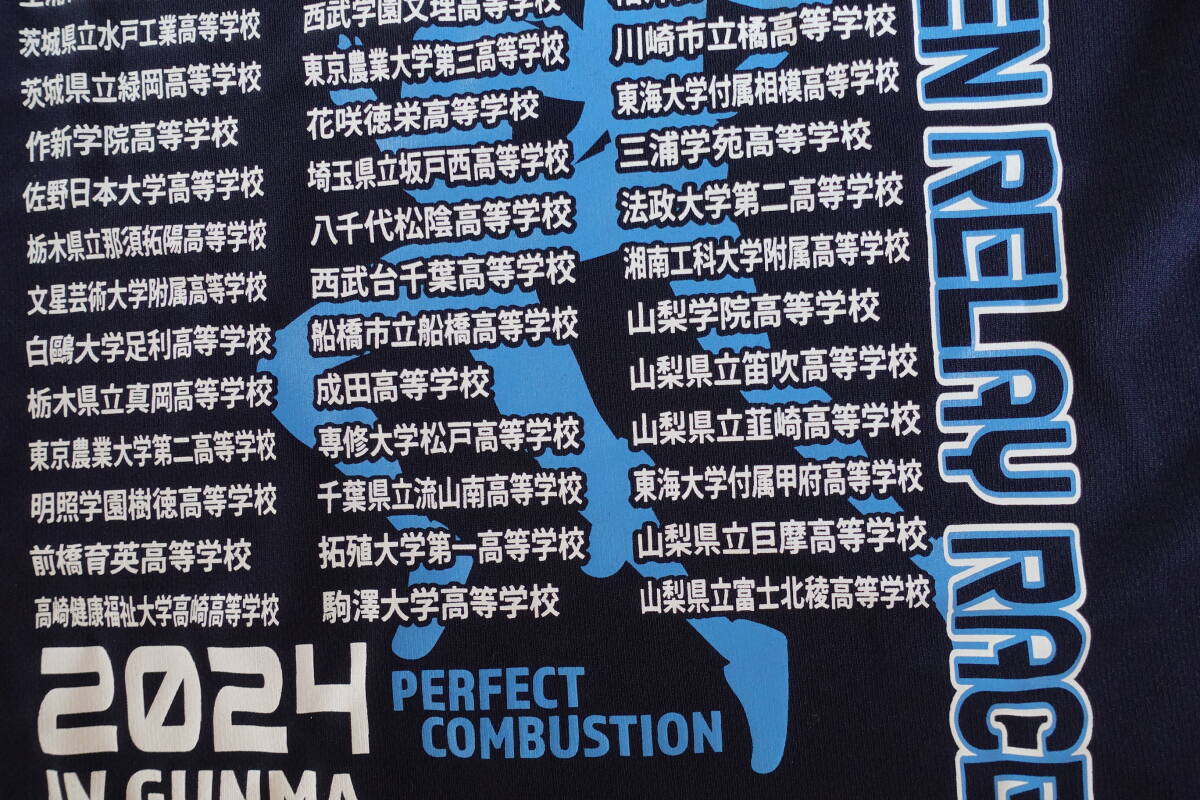 茨城県立水戸工業高等学校
茨城県立緑岡高等学校
作新学院高等学校
佐野日本大学高等学校
栃木県立那須拓陽高等学校
文星芸術大学附属高等学校
白鷗大学足利高等学校
栃木県立真岡高等学校
東京農業大学第二高等学校
明照学園樹徳高等学校
前橋育英高等学校
高崎健康福祉大学高崎高等学校
西武学園文理高等学校
東京農業大学第三高等学校
花咲徳栄高等学校
埼玉県立坂戸西高等学校
八千代松陰高等学校
西武台千葉高等学校
船橋市立船橋高等学校
成田高等学校
専修大学松戸高等学校
千葉県立流山南高等学校
拓殖大学第一高等学校
駒澤大学高等学校
川崎市立橘高等学校
東海大学付属相模高等学校
三浦学苑高等学校
法政大学第二高等学校
湘南工科大学附属高等学校
山梨学院高等学校
山梨県立笛吹高等学校
山梨県立韮崎高等学校
東海大学付属甲府高等学校
山梨県立巨摩高等学校
山梨県立富士北稜高等学校
EN RELAY RACE
2024
IN GUNMA
PERFECT
COMBUSTION